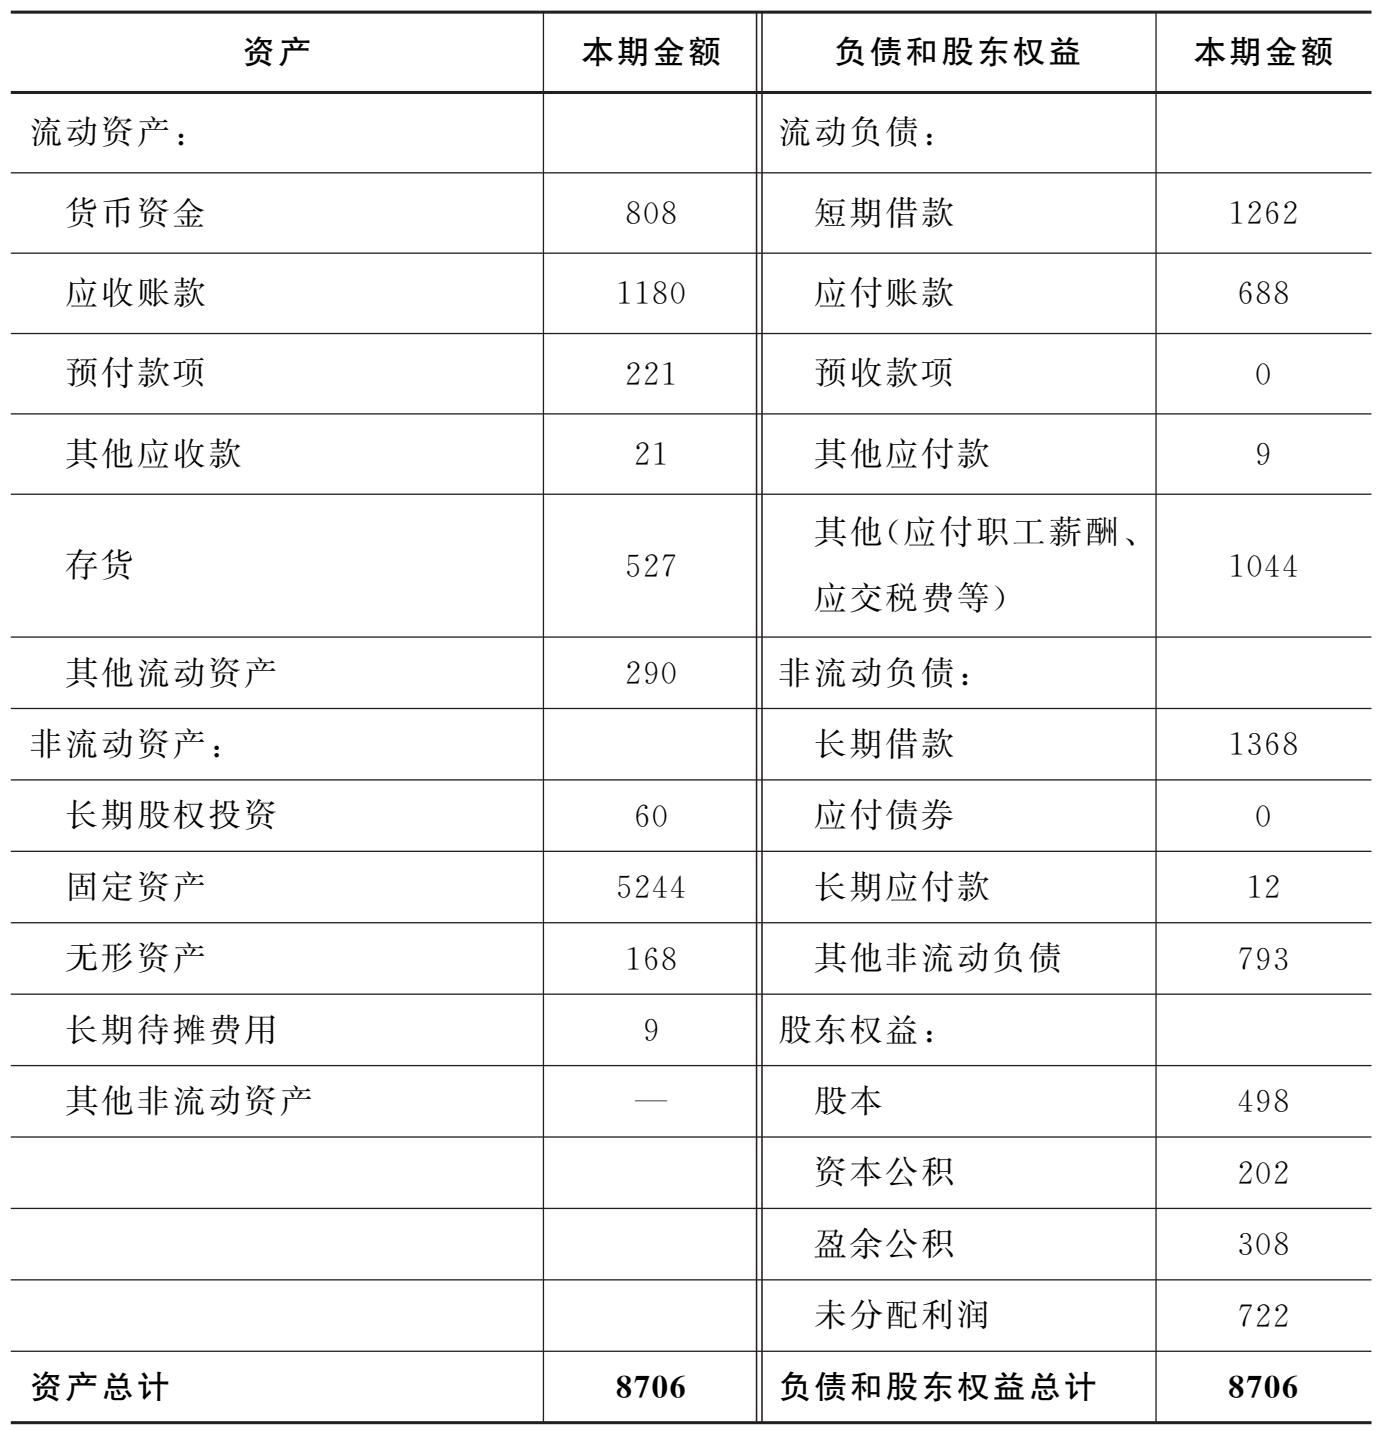 资产 本期金额 负债和股东权益 本期金额
流动资产： 流动负债：
货币资金 808 短期借款 1262
应收账款 1180 应付账款 688
预付款项 221 预收款项 0
其他应收款 21 其他应付款 9
存货 527 其他（应付职工薪酬、
应交税费等） 1044
其他流动资产 290 非流动负债：
非流动资产： 长期借款 1368
长期股权投资 60 应付债券 0
固定资产 5244 长期应付款 12
无形资产 168 其他非流动负债 793
长期待摊费用 9 股东权益：
其他非流动资产 — 股本 498
资本公积 202
盈余公积 308
未分配利润 722
资产总计 8706 负债和股东权益总计 8706